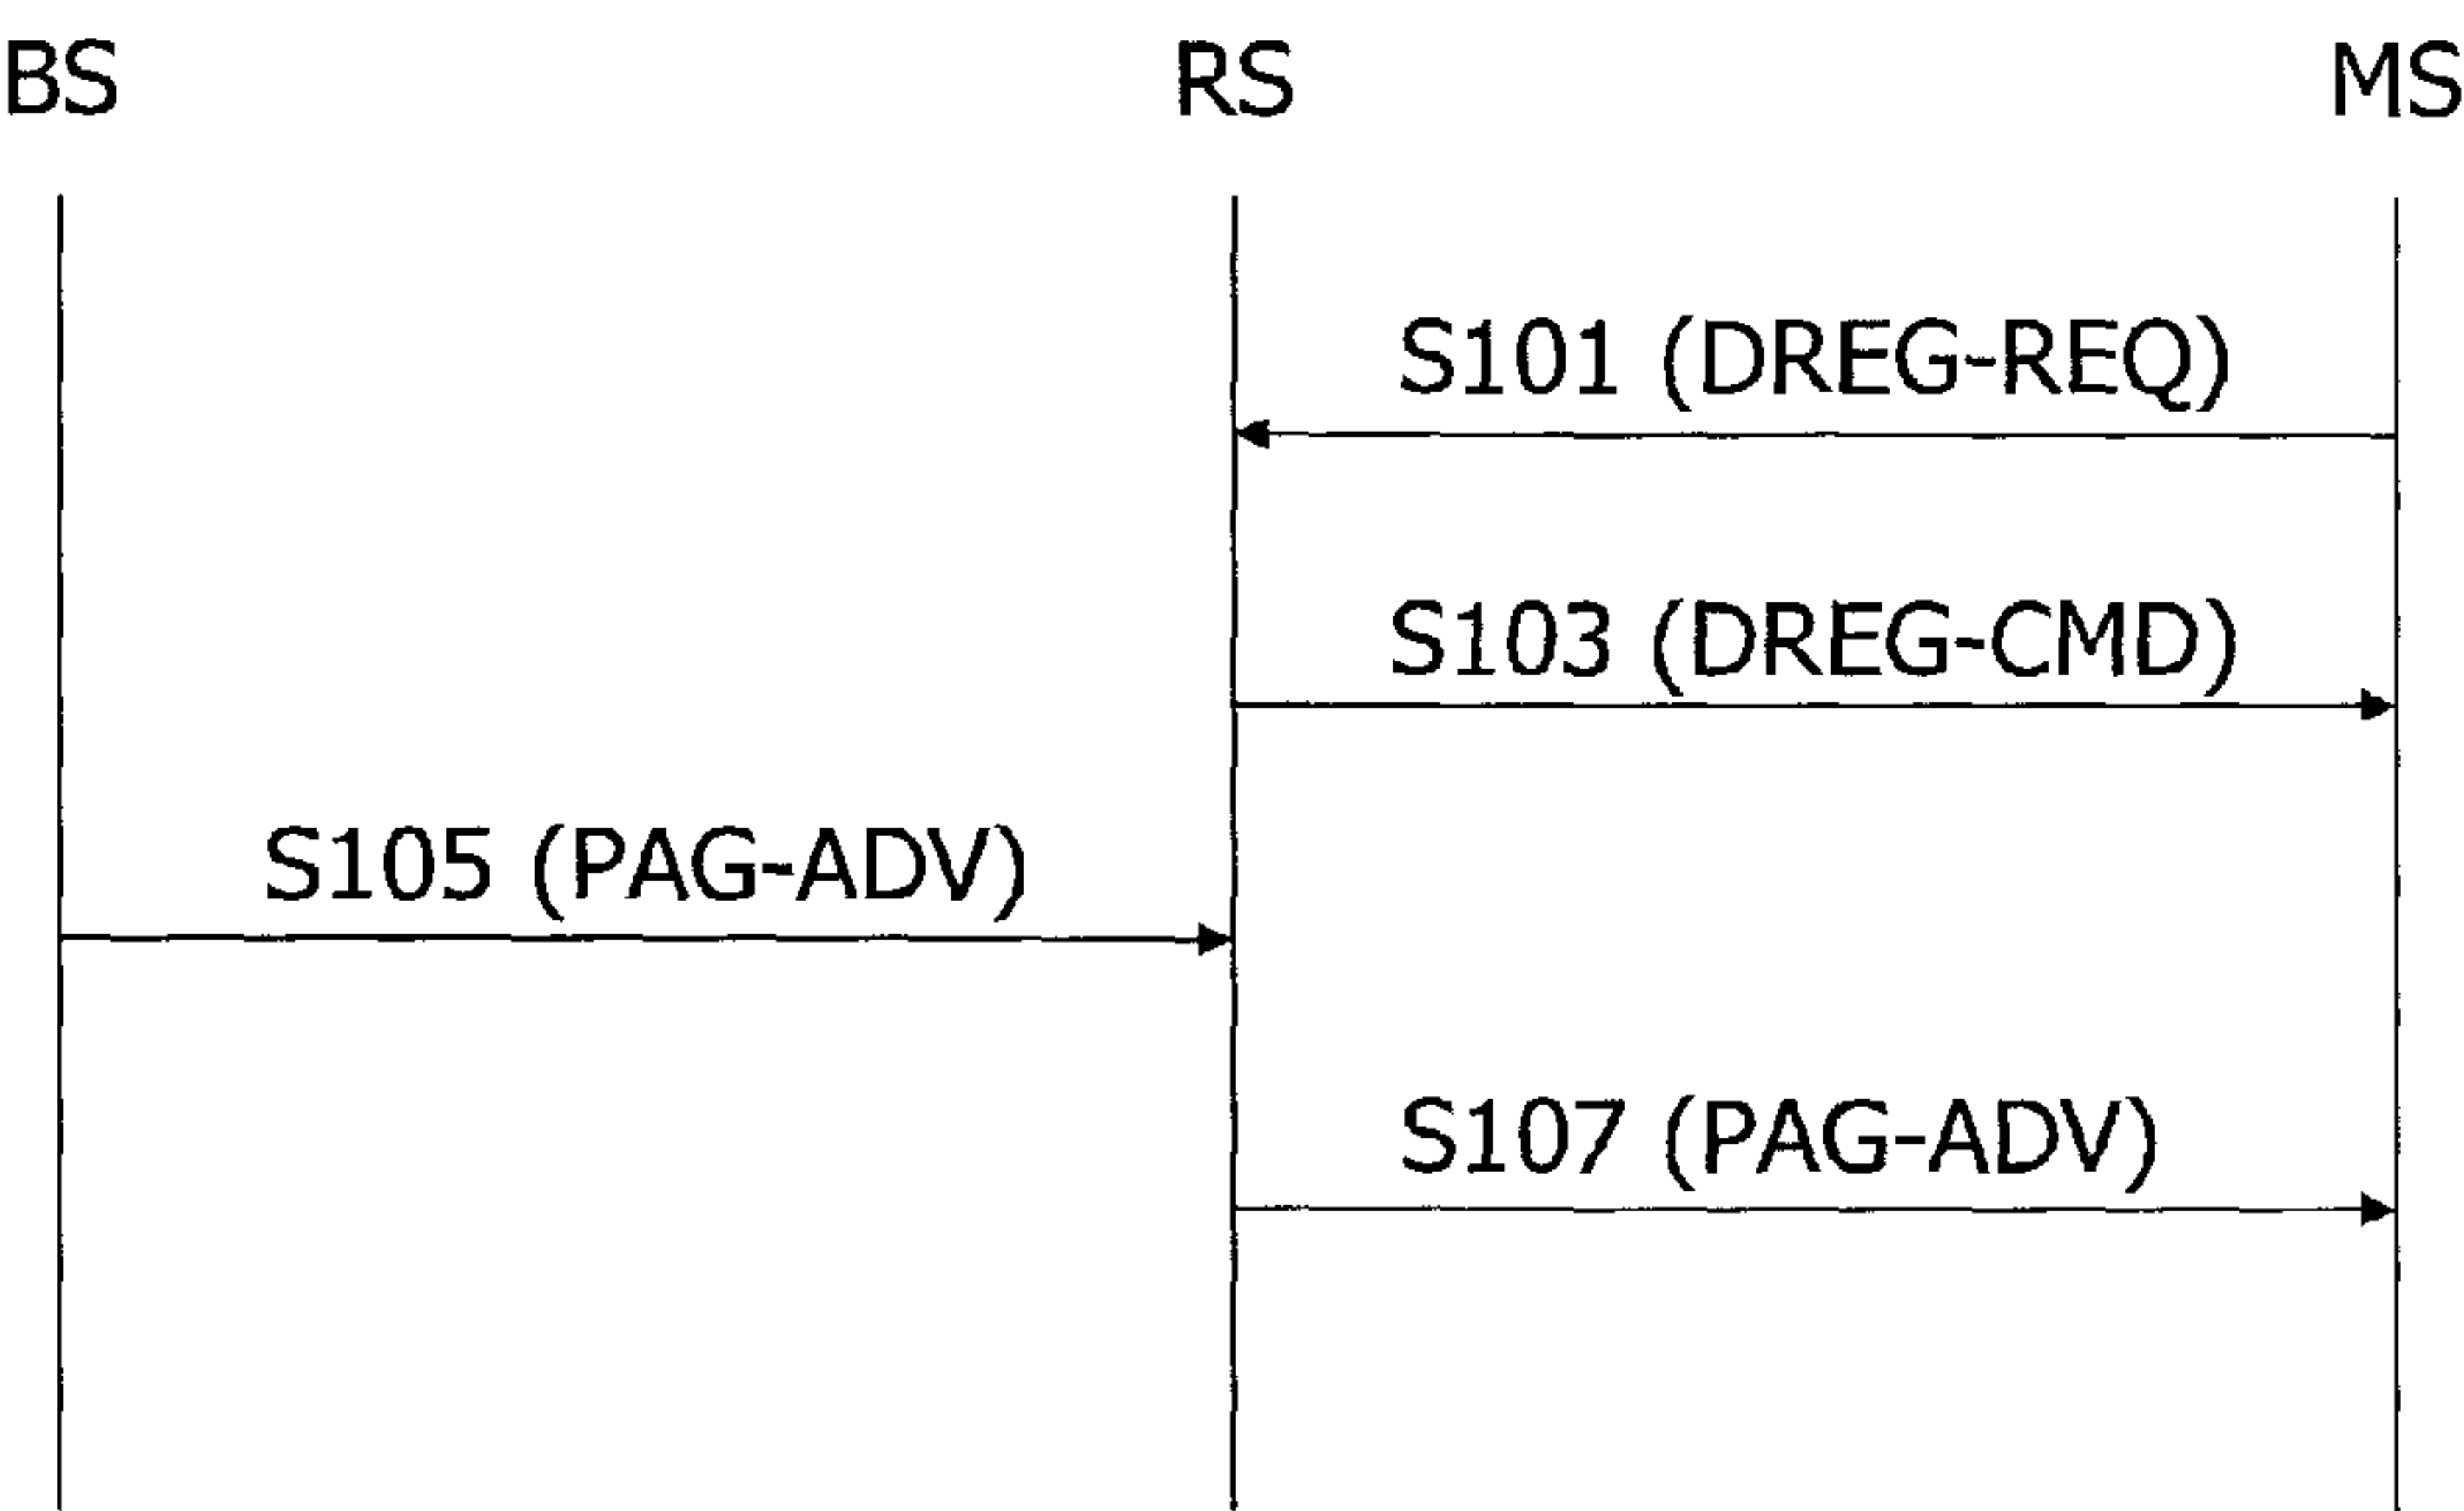 BS RS MS
S101 (DREG-REQ)
S103 (DREG-CMD)
S105 (PAG-ADV)
S107 (PAG-ADV)